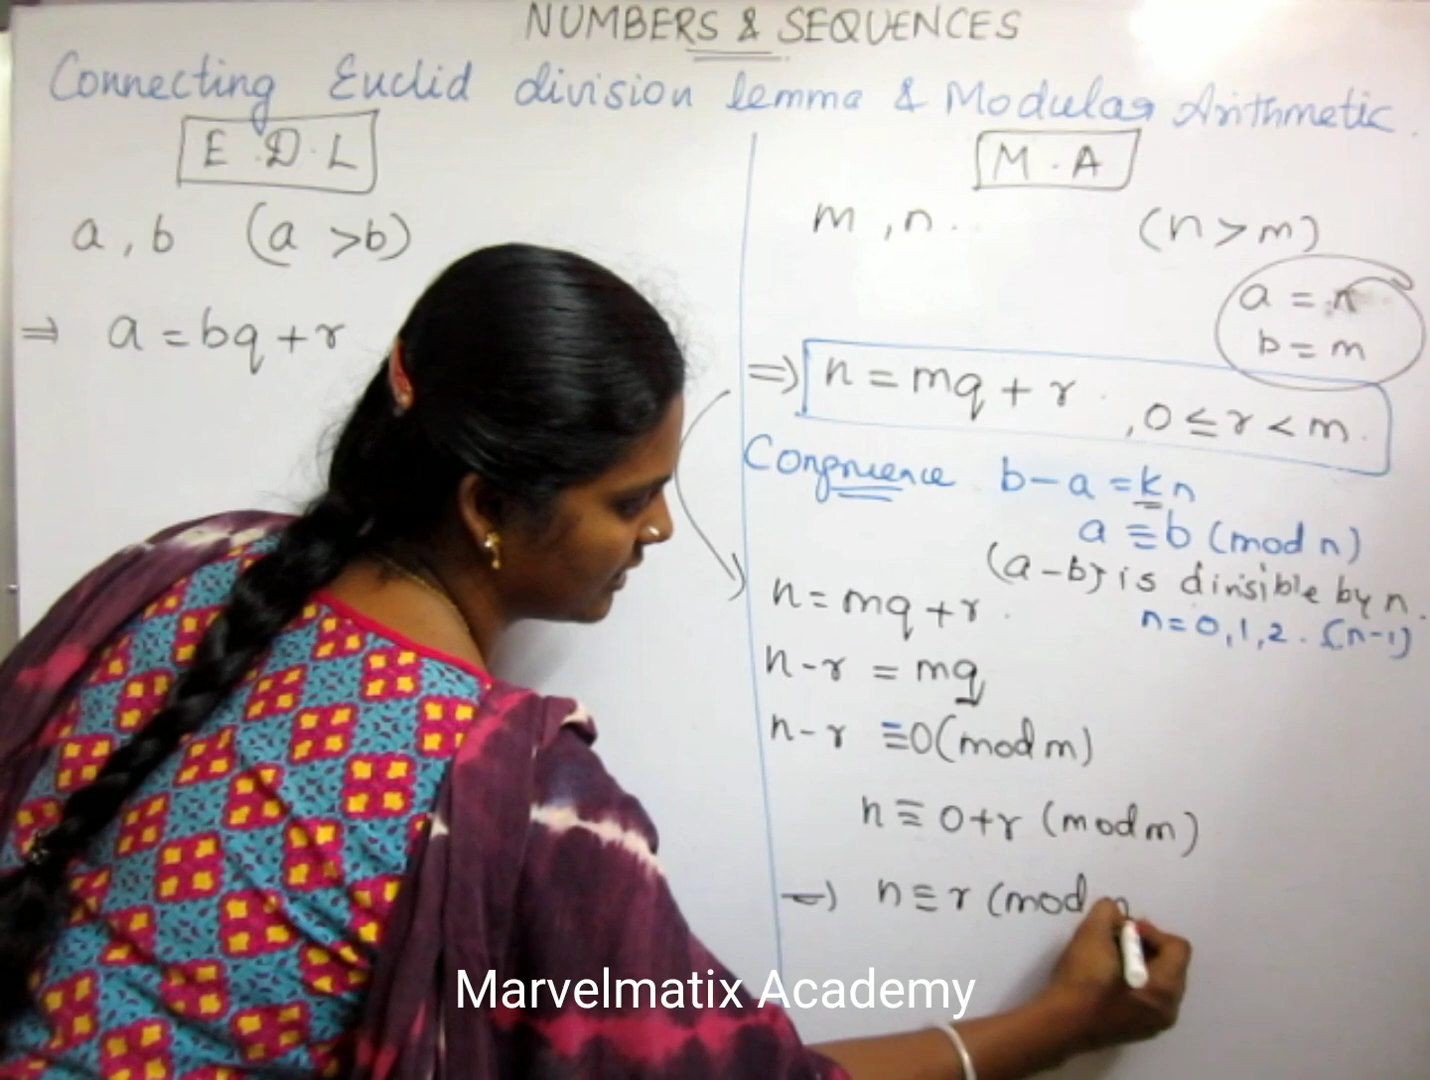 NUMBERS & SEQUENCES
Connecting Euclid division lemma & Modular Arithmetic.
E.D.L
a, b (a > b)
⇒ a = bq + r
M.A
m, n. (n > m)
a = n
b = m
⇒ n = mq + r, 0 ≤ r < m.
Congruence b - a = kn
a ≡ b (mod n)
(a - b) is divisible by n.
n = 0, 1, 2 . . (n-1)
n = mq + r.
n - r = mq
n - r ≡ 0 (mod m)
n ≡ 0 + r (mod m)
⇒ n ≡ r (mod
Marvelmatix Academy